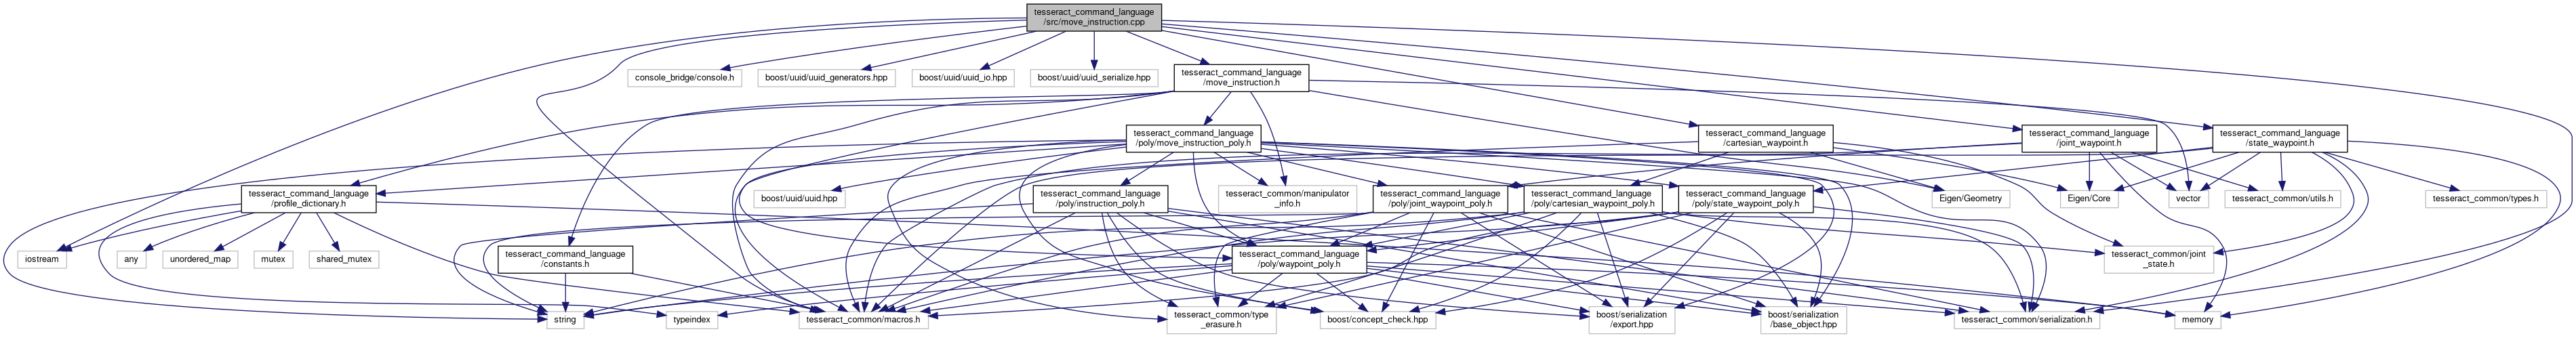 tesseract_command_language
/src/move_instruction.cpp
console_bridge/console.h
boost/uuid/uuid_generators.hpp
boost/uuid/uuid_io.hpp
boost/uuid/uuid_serialize.hpp
tesseract_command_language
/move_instruction.h
tesseract_command_language
/poly/move_instruction_poly.h
tesseract_command_language
/cartesian_waypoint.h
tesseract_command_language
/joint_waypoint.h
tesseract_command_language
/state_waypoint.h
tesseract_command_language
/profile_dictionary.h
boost/uuid/uuid.hpp
tesseract_command_language
/poly/instruction_poly.h
tesseract_common/manipulator
_info.h
tesseract_command_language
/poly/joint_waypoint_poly.h
tesseract_command_language
/poly/cartesian_waypoint_poly.h
tesseract_command_language
/poly/state_waypoint_poly.h
Eigen/Geometry
Eigen/Core
vector
tesseract_common/utils.h
tesseract_common/types.h
iostream
any
unordered_map
mutex
shared_mutex
tesseract_command_language
/constants.h
tesseract_command_language
/poly/waypoint_poly.h
tesseract_common/joint
_state.h
string
typeindex
tesseract_common/macros.h
tesseract_common/type
_erasure.h
boost/concept_check.hpp
boost/serialization
/export.hpp
boost/serialization
/base_object.hpp
tesseract_common/serialization.h
memory